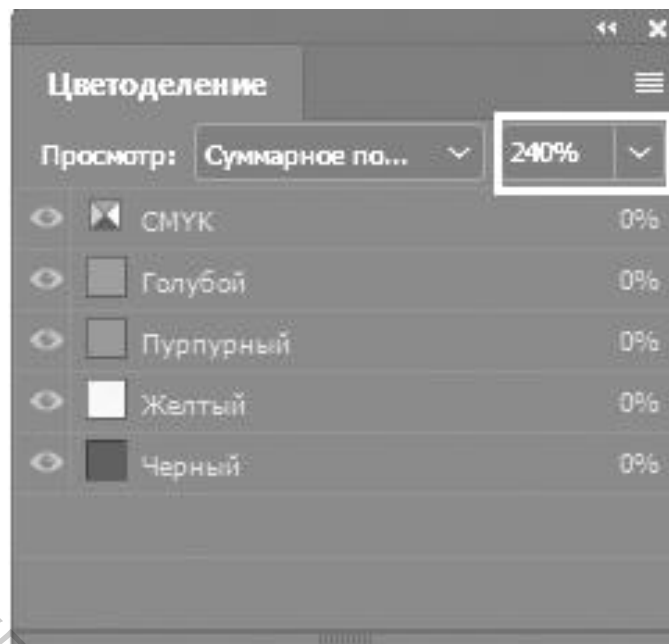 Цветоделение
Просмотр: Суммарное по... 240%
CMYK 0%
Голубой 0%
Пурпурный 0%
Желтый 0%
Черный 0%